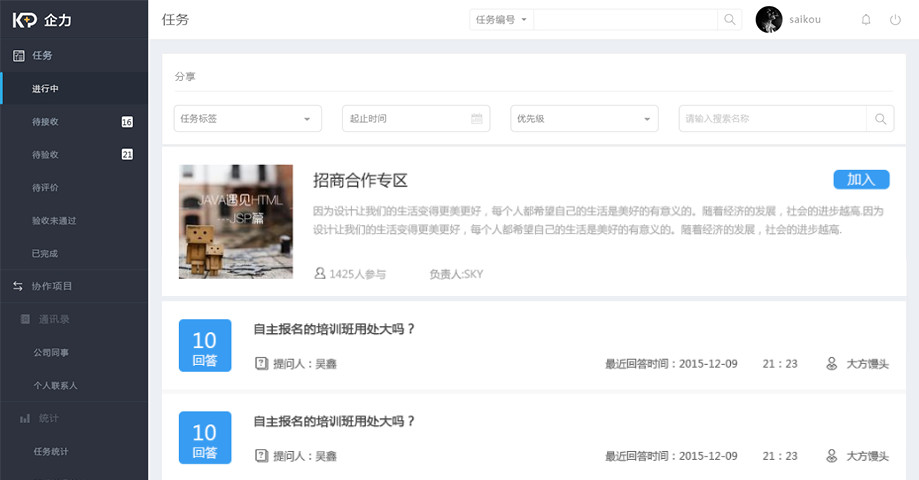 KP 企力
任务
进行中
待接收 16
待验收 21
待评价
验收未通过
已完成
协作项目
通讯录
公司同事
个人联系人
统计
任务统计
任务
任务编号
saikou
分享
任务标签
起止时间
优先级
请输入搜索名称
JAVA遇见HTML
---JSP篇
招商合作专区
加入
因为设计让我们的生活变得更美更好，每个人都希望自己的生活是美好的有意义的。随着经济的发展，社会的进步越高.因为
设计让我们的生活变得更美更好，每个人都希望自己的生活是美好的有意义的。随着经济的发展，社会的进步越高.
1425人参与 负责人:SKY
10
回答
自主报名的培训班用处大吗？
提问人：吴鑫 最近回答时间：2015-12-09 21：23 大方馒头
10
回答
自主报名的培训班用处大吗？
提问人：吴鑫 最近回答时间：2015-12-09 21：23 大方馒头